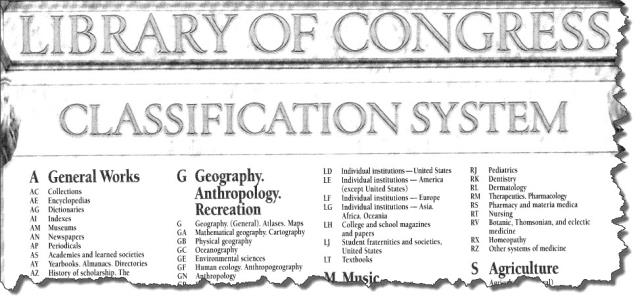 LIBRARY OF CONGRESS
CLASSIFICATION SYSTEM
A General Works
AC Collections
AE Encyclopedias
AG Dictionaries
AI Indexes
AM Museums
AN Newspapers
AP Periodicals
AS Academies and learned societies
AY Yearbooks. Almanacs. Directories
AZ History of scholarship. The
G Geography.
Anthropology.
Recreation
G Geography. (General). Atlases. Maps
GA Mathematical geography. Cartography
GB Physical geography
GC Oceanography
GE Environmental sciences
GF Human ecology. Anthropogeography
GN Anthropology
LD Individual institutions — United States
LE Individual institutions — America
(except United States)
LF Individual institutions — Europe
LG Individual institutions — Asia.
Africa. Oceania
LH College and school magazines
and papers
LJ Student fraternities and societies,
United States
LT Textbooks
M Music
RJ Pediatrics
RK Dentistry
RL Dermatology
RM Therapeutics. Pharmacology
RS Pharmacy and materia medica
RT Nursing
RV Botanic, Thomsonian, and eclectic
medicine
RX Homeopathy
RZ Other systems of medicine
S Agriculture